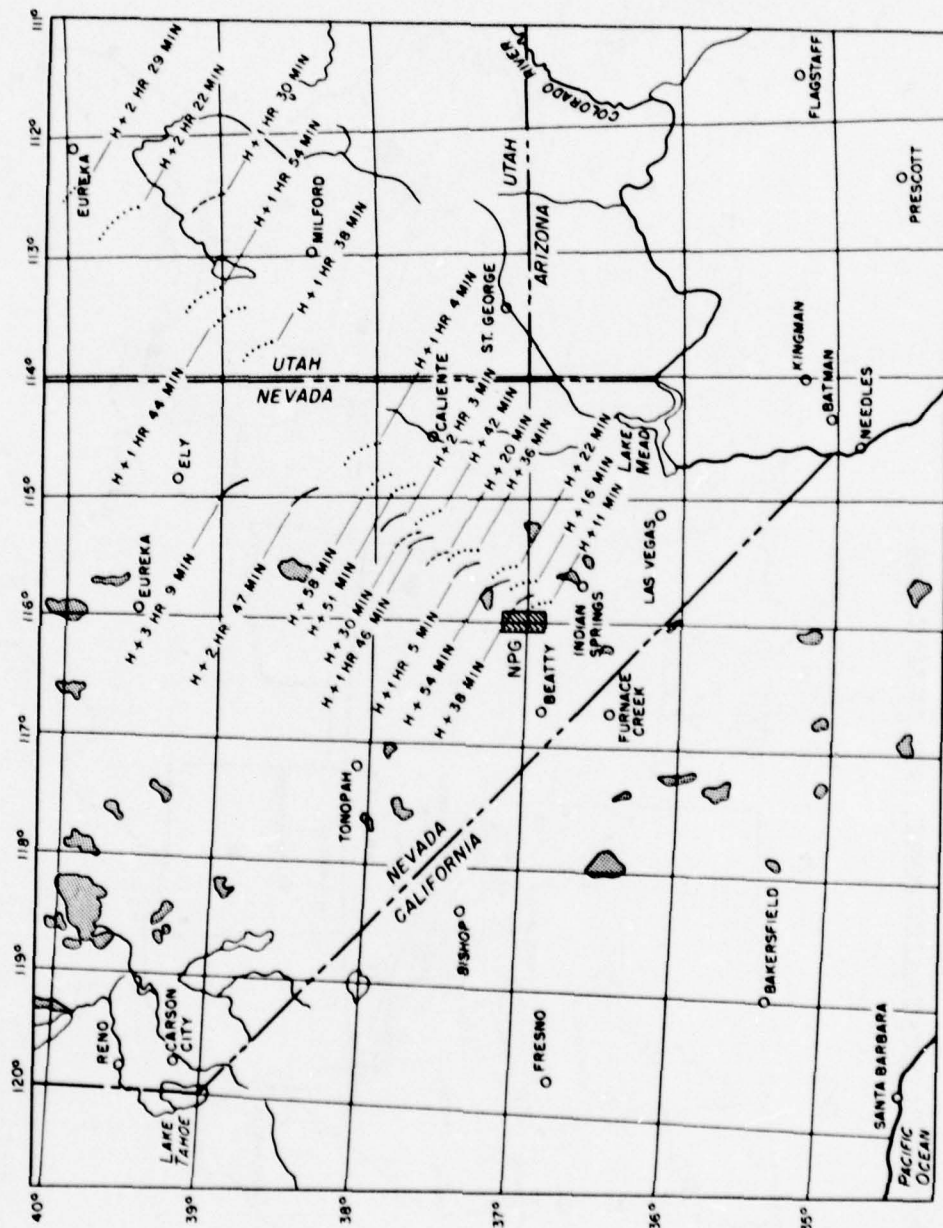 111°
112°
113°
114°
115°
116°
117°
118°
119°
120°
40°
39°
38°
37°
36°
35°
H + 2 HR 29 MIN
H + 2 HR 22 MIN
H + 1 HR 30 MIN
H + 1 HR 54 MIN
H + 1 HR 38 MIN
H + 1 HR 44 MIN
H + 1 HR 4 MIN
H + 2 HR 3 MIN
H + 42 MIN
H + 20 MIN
H + 36 MIN
H + 22 MIN
H + 16 MIN
H + 11 MIN
H + 3 HR 9 MIN
H + 2 HR 47 MIN
H + 58 MIN
H + 51 MIN
H + 30 MIN
H + 1 HR 46 MIN
H + 1 HR 5 MIN
H + 54 MIN
H + 38 MIN
EUREKA
MILFORD
UTAH
NEVADA
ELY
EUREKA
CALIENTE
ST. GEORGE
UTAH
ARIZONA
COLORADO
RIVER
FLAGSTAFF
PRESCOTT
KINGMAN
BATMAN
NEEDLES
LAKE
MEAD
LAS VEGAS
INDIAN
SPRINGS
NPG
BEATTY
FURNACE
CREEK
TONOPAH
NEVADA
CALIFORNIA
BISHOP
RENO
CARSON
CITY
LAKE
TAHOE
FRESNO
BAKERSFIELD
SANTA BARBARA
PACIFIC
OCEAN